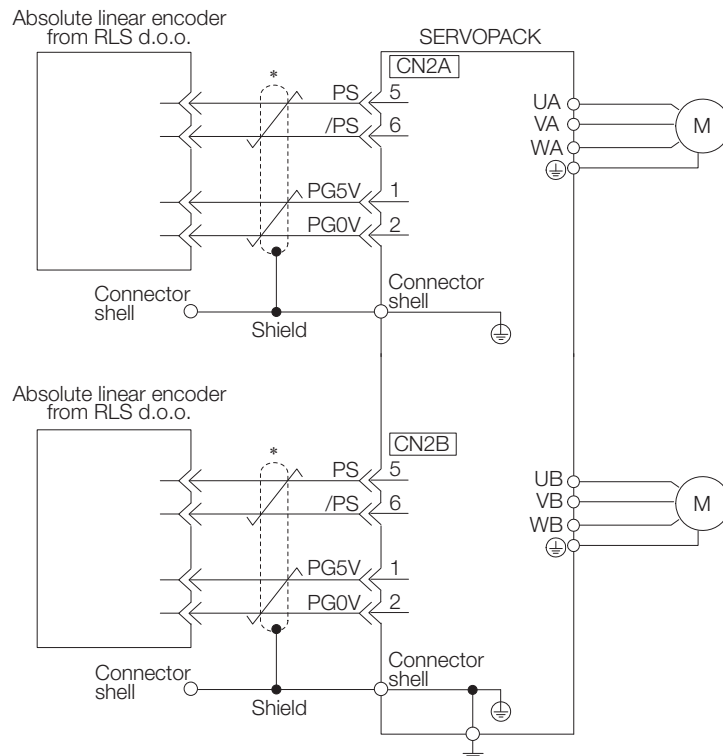 Absolute linear encoder
from RLS d.o.o.
SERVOPACK
CN2A
*
PS
5
/PS
6
PG5V
1
PG0V
2
UA
VA
WA
M
Connector
shell
Shield
Connector
shell
Absolute linear encoder
from RLS d.o.o.
CN2B
*
PS
5
/PS
6
PG5V
1
PG0V
2
UB
VB
WB
M
Connector
shell
Shield
Connector
shell